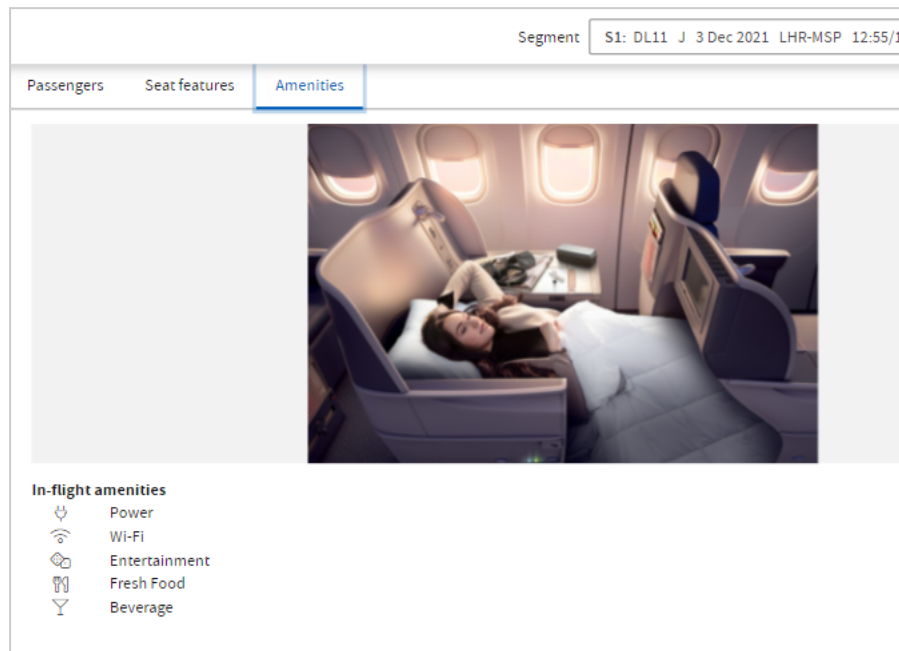 Segment S1: DL11 J 3 Dec 2021 LHR-MSP 12:55/1
Passengers Seat features Amenities
In-flight amenities
Power
Wi-Fi
Entertainment
Fresh Food
Beverage